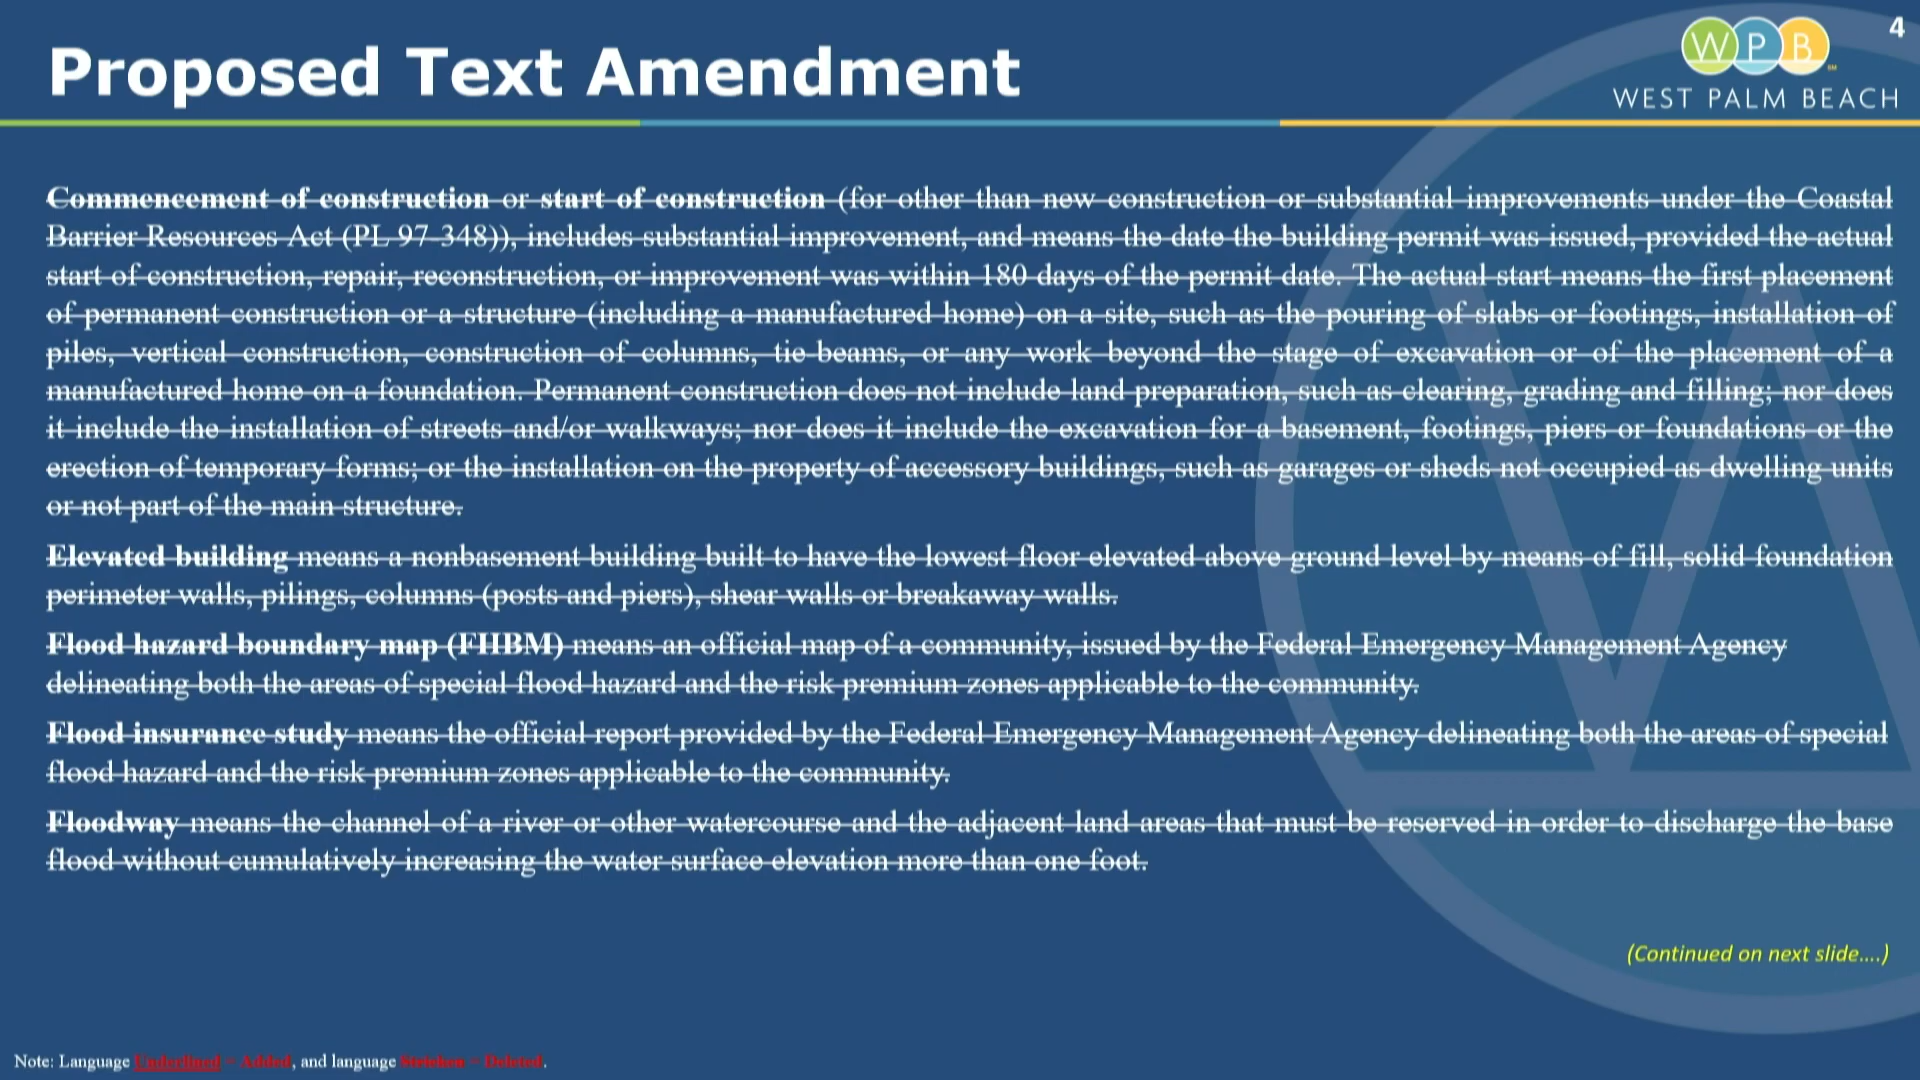 4
Proposed Text Amendment
W P B
WEST PALM BEACH
Commencement of construction or start of construction (for other than new construction or substantial improvements under the Coastal
Barrier Resources Act (PL 97-348)), includes substantial improvement, and means the date the building permit was issued, provided the actual
start of construction, repair, reconstruction, or improvement was within 180 days of the permit date. The actual start means the first placement
of permanent construction or a structure (including a manufactured home) on a site, such as the pouring of slabs or footings, installation of
piles, vertical construction, construction of columns, tie beams, or any work beyond the stage of excavation or of the placement of a
manufactured home on a foundation. Permanent construction does not include land preparation, such as clearing, grading and filling; nor does
it include the installation of streets and/or walkways; nor does it include the excavation for a basement, footings, piers or foundations or the
erection of temporary forms; or the installation on the property of accessory buildings, such as garages or sheds not occupied as dwelling units
or not part of the main structure.
Elevated building means a nonbasement building built to have the lowest floor elevated above ground level by means of fill, solid foundation
perimeter walls, pilings, columns (posts and piers), shear walls or breakaway walls.
Flood hazard boundary map (FHBM) means an official map of a community, issued by the Federal Emergency Management Agency
delineating both the areas of special flood hazard and the risk premium zones applicable to the community.
Flood insurance study means the official report provided by the Federal Emergency Management Agency delineating both the areas of special
flood hazard and the risk premium zones applicable to the community.
Floodway means the channel of a river or other watercourse and the adjacent land areas that must be reserved in order to discharge the base
flood without cumulatively increasing the water surface elevation more than one foot.
(Continued on next slide....)
Note: Language Underlined = Added, and language Stricken = Deleted.